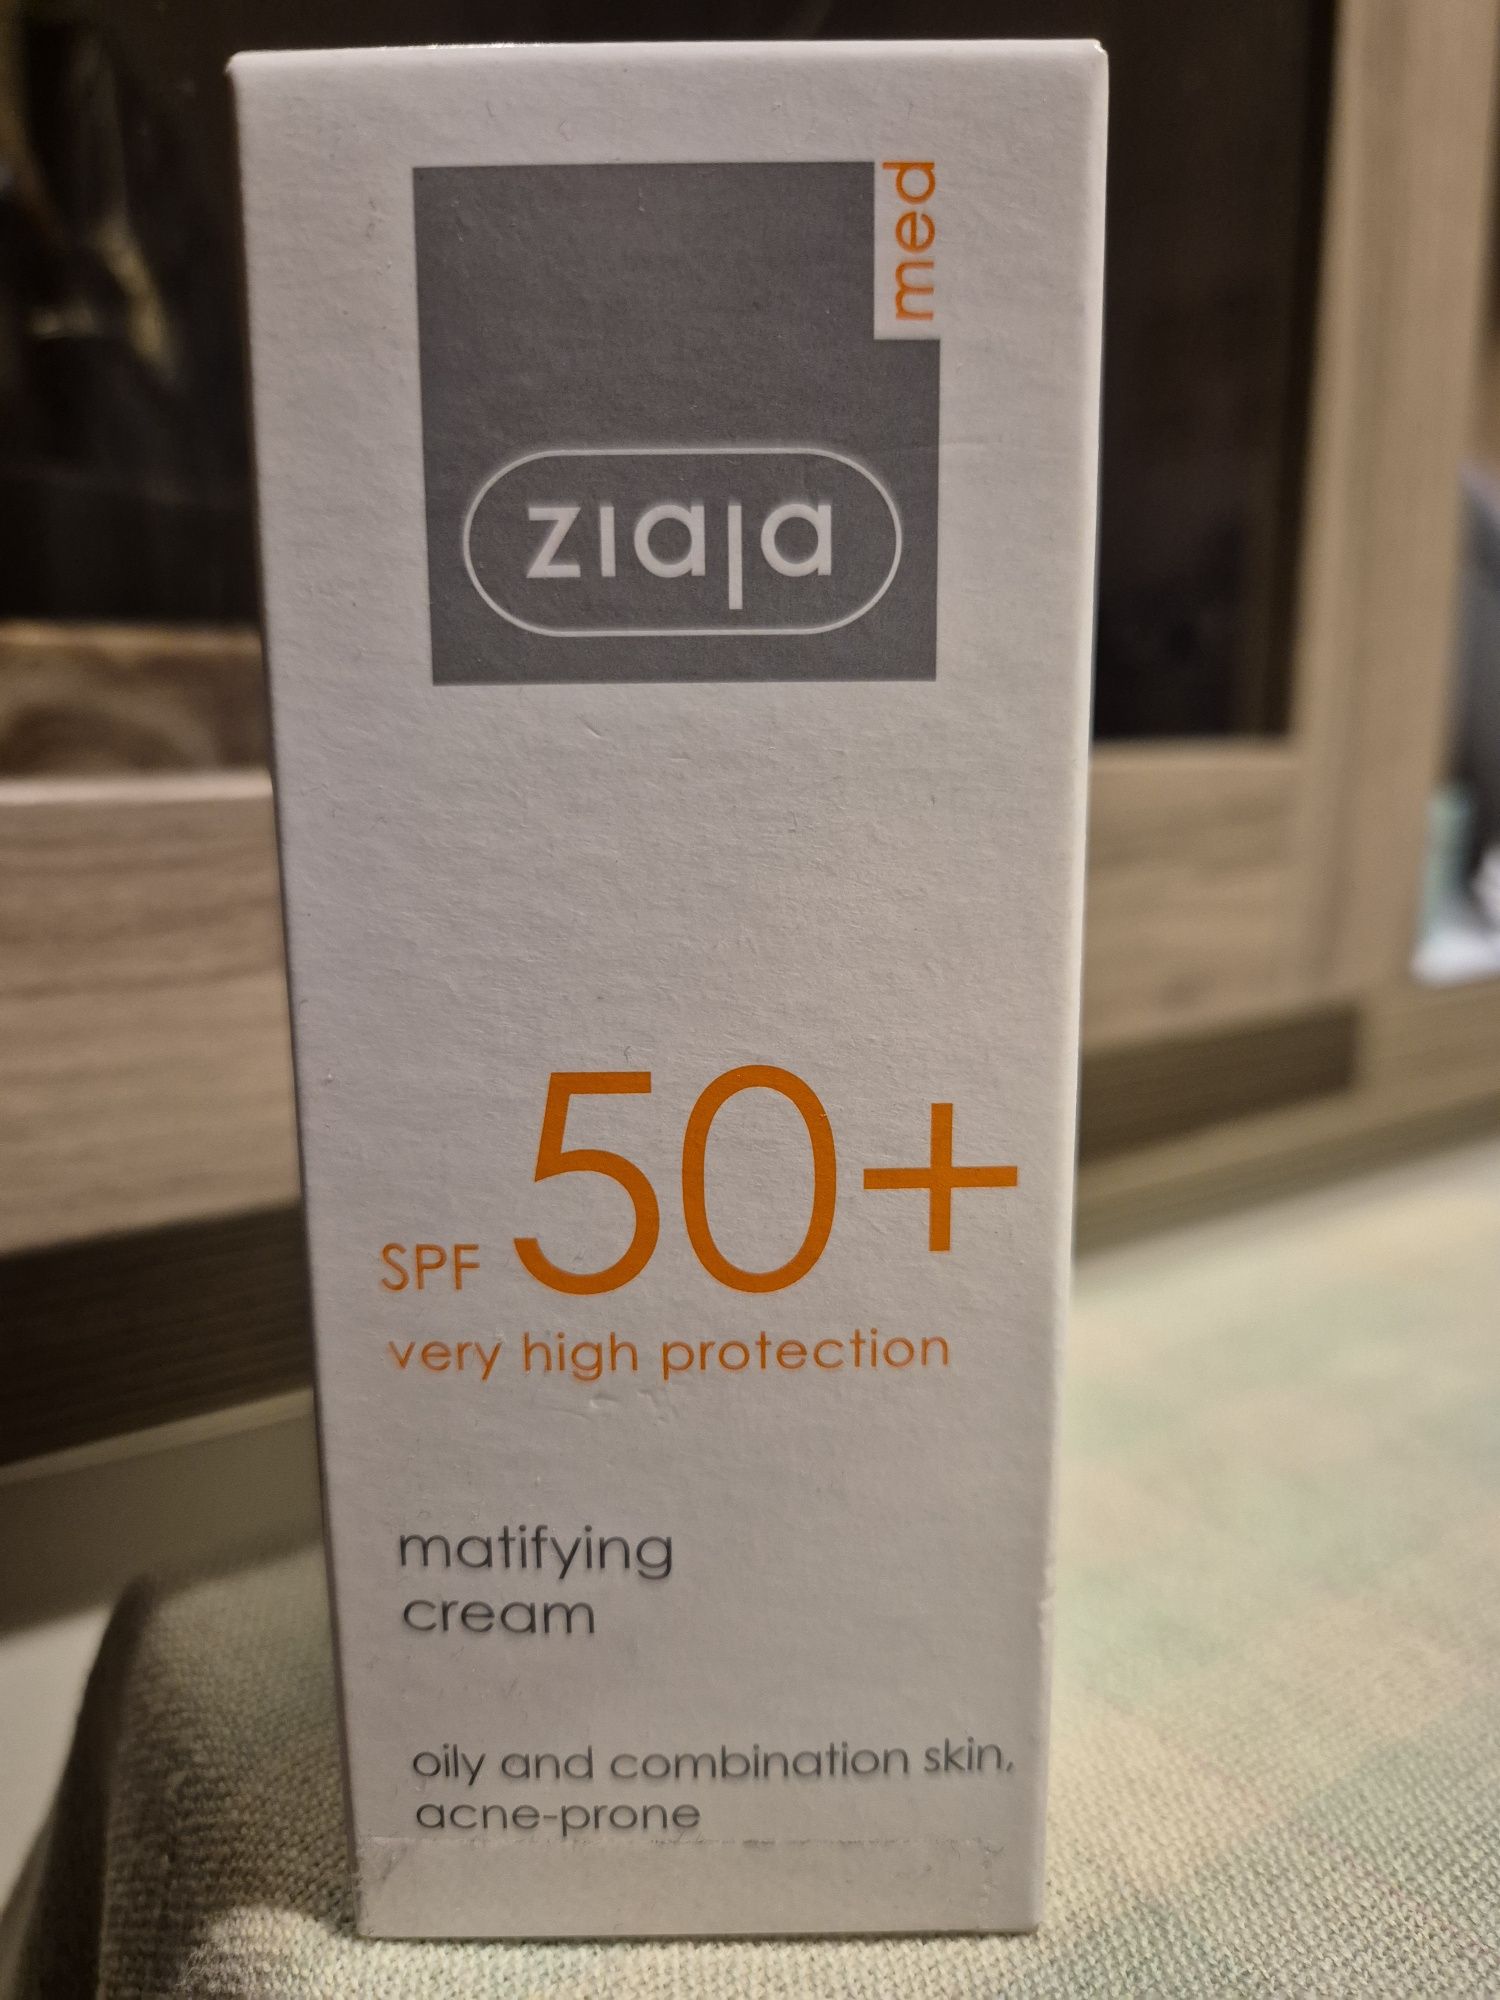 med
ziaja
SPF 50+
very high protection
matifying
cream
oily and combination skin,
acne-prone